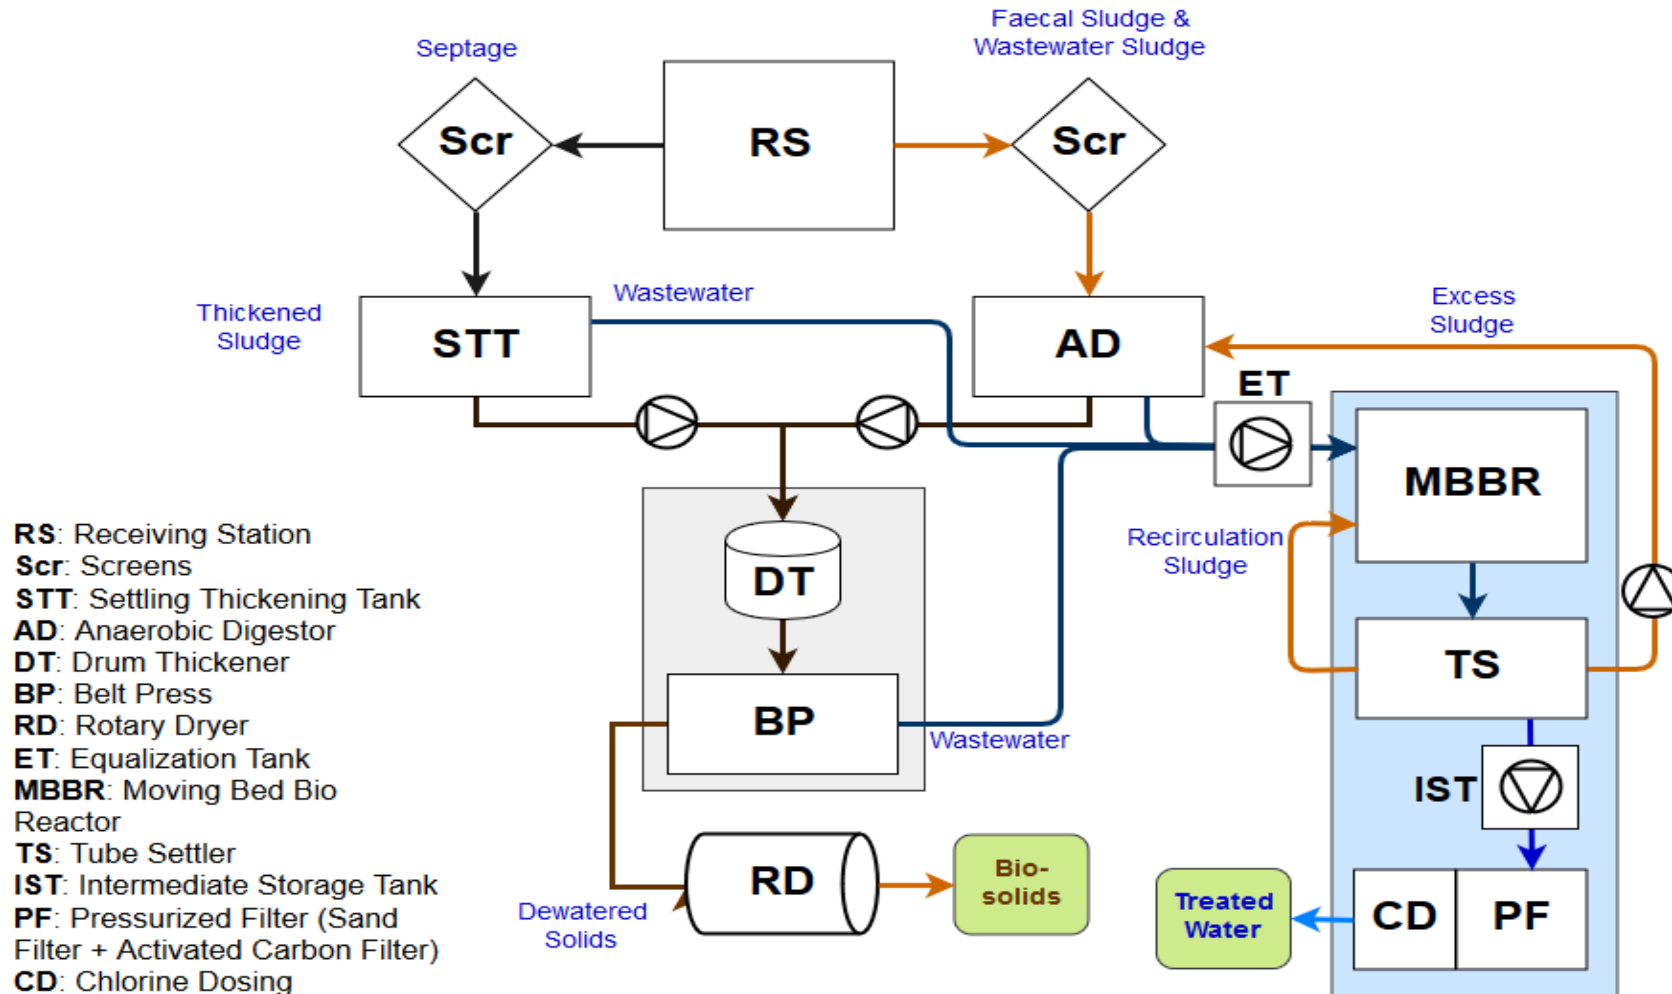 Faecal Sludge &
Wastewater Sludge
Septage
Scr
RS
Scr
Wastewater
Thickened
Sludge
STT
AD
Excess
Sludge
ET
MBBR
Recirculation
Sludge
DT
TS
BP
Wastewater
IST
RD
Bio-
solids
Dewatered
Solids
Treated
Water
CD
PF
RS: Receiving Station
Scr: Screens
STT: Settling Thickening Tank
AD: Anaerobic Digestor
DT: Drum Thickener
BP: Belt Press
RD: Rotary Dryer
ET: Equalization Tank
MBBR: Moving Bed Bio
Reactor
TS: Tube Settler
IST: Intermediate Storage Tank
PF: Pressurized Filter (Sand
Filter + Activated Carbon Filter)
CD: Chlorine Dosing